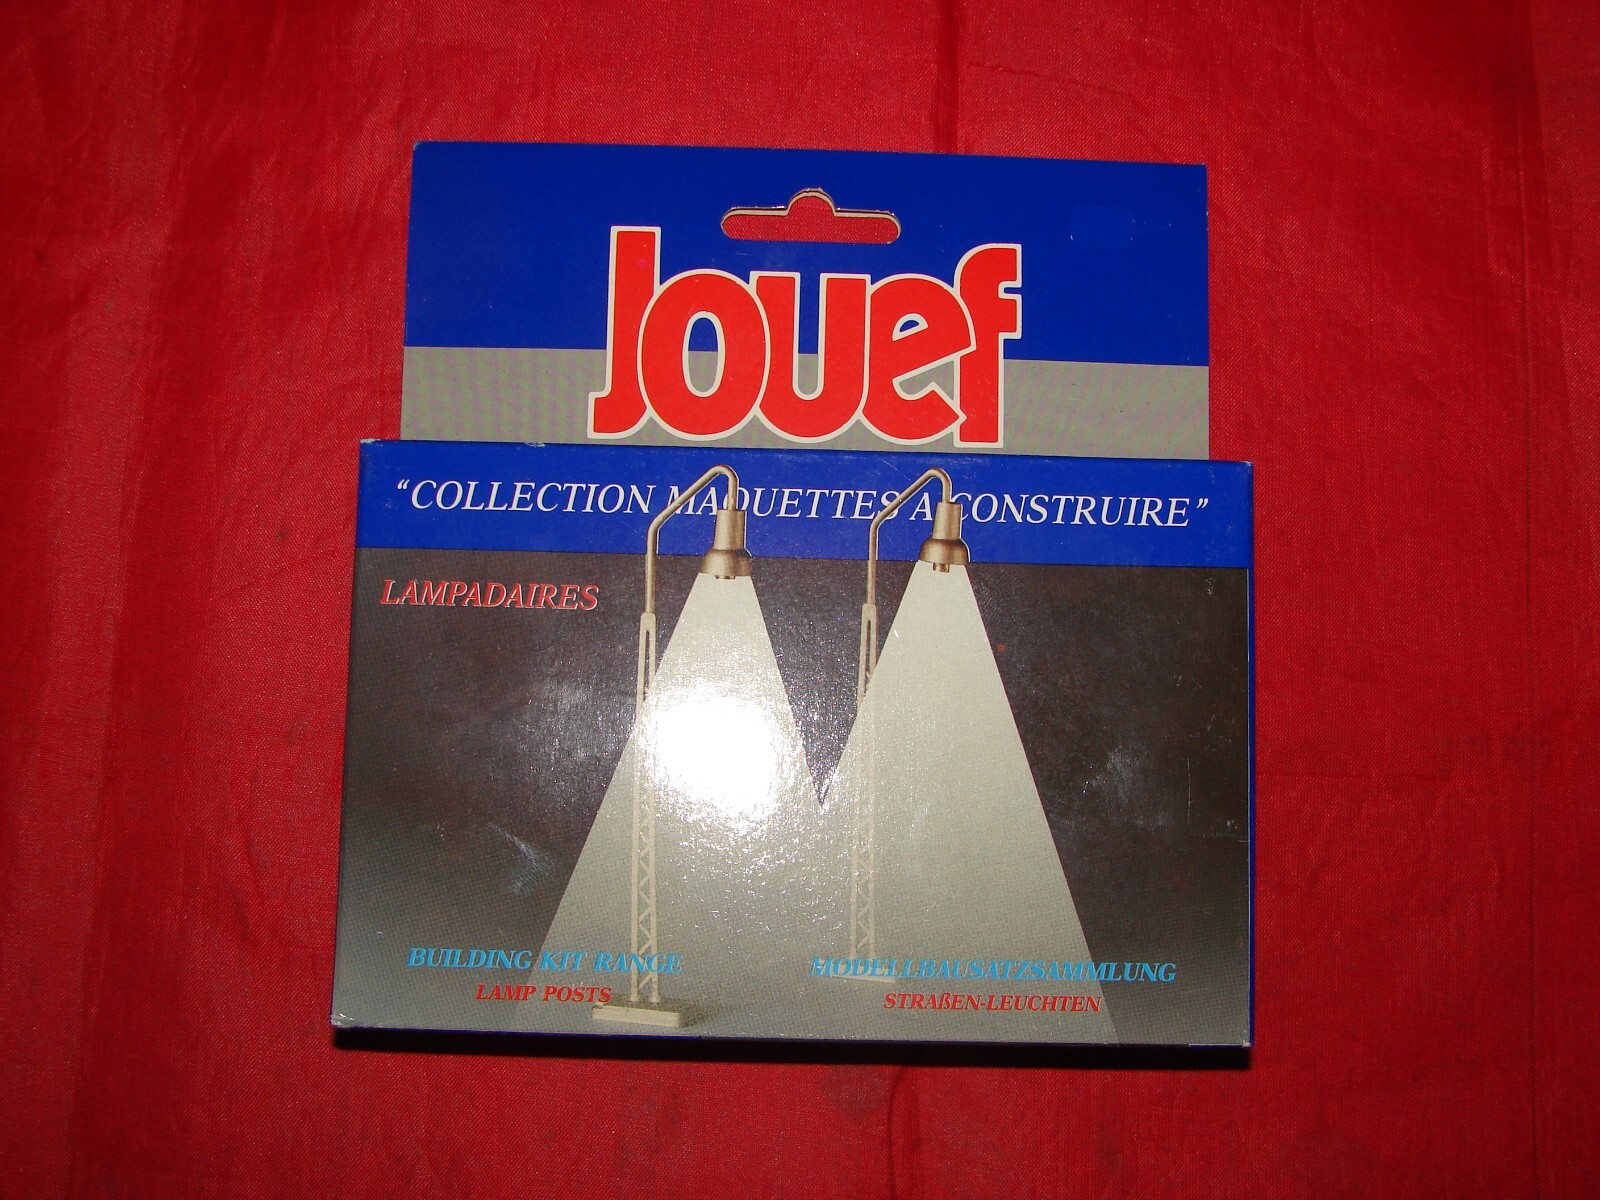 Jouef
“COLLECTION MAQUETTES A CONSTRUIRE”
LAMPADAIRES
BUILDING KIT RANGE
LAMP POSTS
MODELLBAUSATZSAMMLUNG
STRAßEN-LEUCHTEN